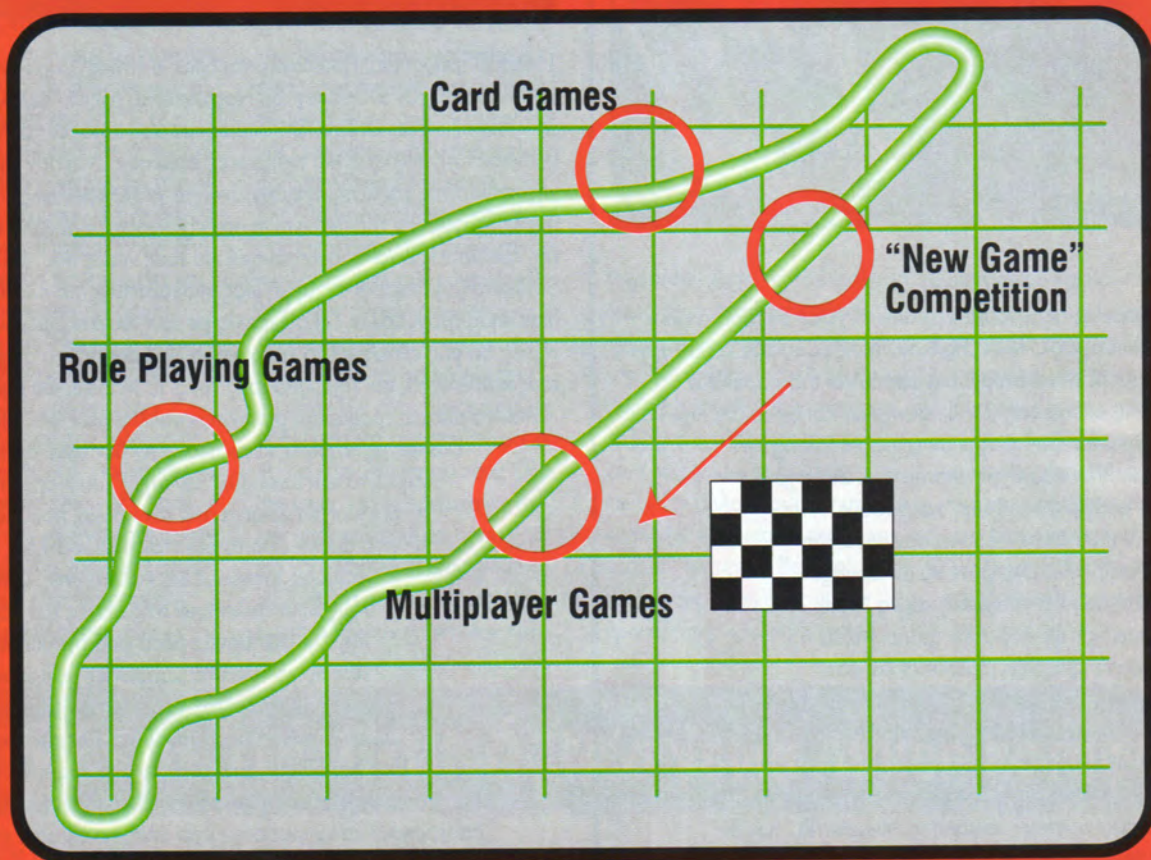 Card Games
“New Game”
Competition
Role Playing Games
Multiplayer Games